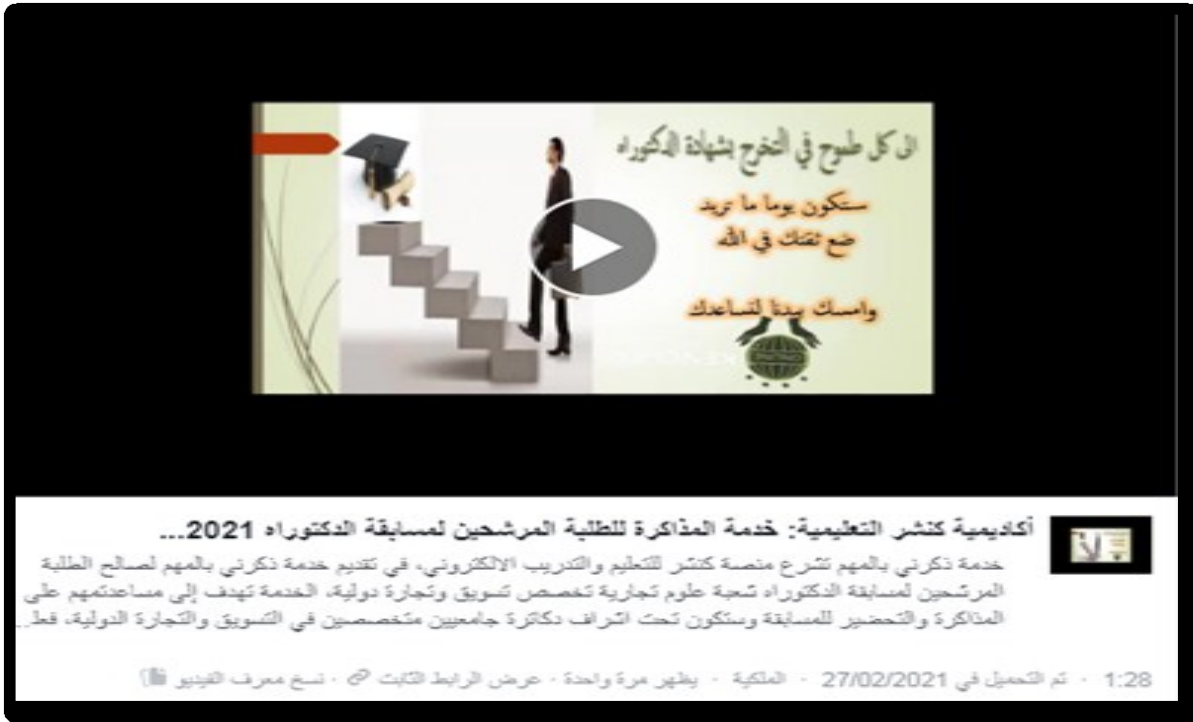 الى كل طموح في التخرج بشهادة الدكتوراه
ستكون يوما ما تريد
ضع ثقتك في الله
وامسك بيدنا لنساعدك
أكاديمية كنشر التعليمية: خدمة المذاكرة للطلبة المرشحين لمسابقة الدكتوراه 2021...
خدمة ذكرني بالمهم تشرع منصة كنشر للتعليم والتدريب الالكتروني، في تقديم خدمة ذكرني بالمهم لصالح الطلبة
المرشحين لمسابقة الدكتوراه شعبة علوم تجارية تخصص تسويق وتجارة دولية، الخدمة تهدف إلى مساعدتهم على
المذاكرة والتحضير للمسابقة وستكون تحت اشراف دكاترة جامعيين متخصصين في التسويق والتجارة الدولية، فعل...
1:28 · تم التحميل في 27/02/2021 · الملكية · يظهر مرة واحدة · عرض الرابط الثابت · نسخ معرف الفيديو